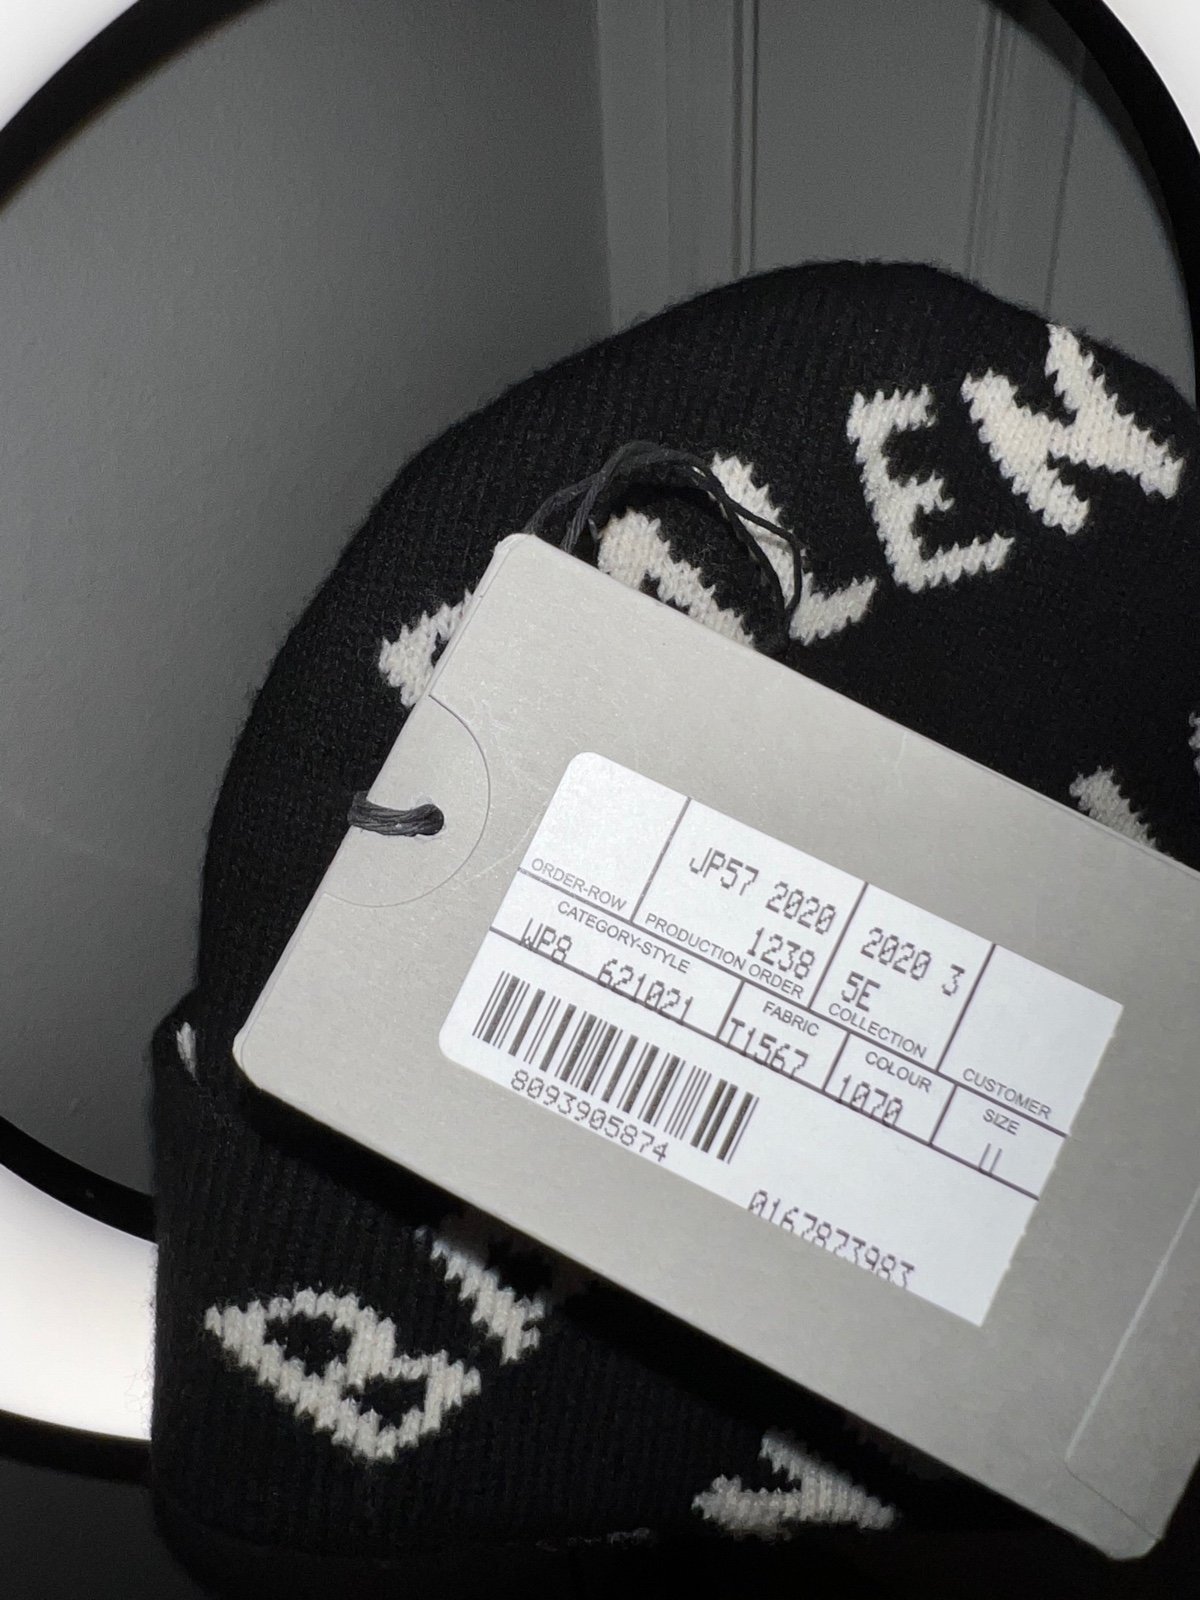 LEN
JP57 2020
1238
2020 3
5E
ORDER-ROW
PRODUCTION ORDER
COLLECTION
CUSTOMER
CATEGORY-STYLE
WP8 621021
FABRIC
T1567
COLOUR
1070
SIZE
8093905874
0167873983
B